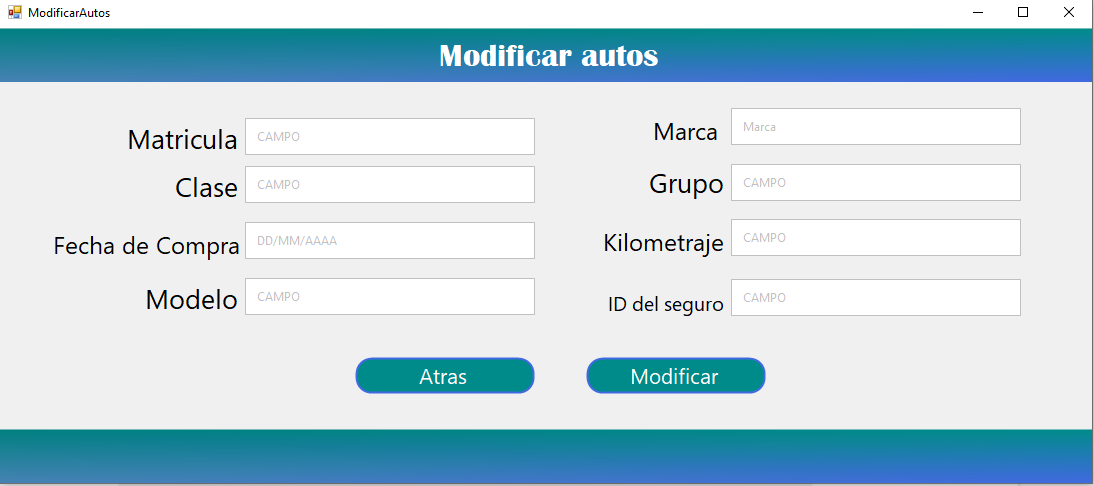 ModificarAutos
Modificar autos
Matricula CAMPO
Clase CAMPO
Fecha de Compra DD/MM/AAAA
Modelo CAMPO
Marca Marca
Grupo CAMPO
Kilometraje CAMPO
ID del seguro CAMPO
Atras Modificar